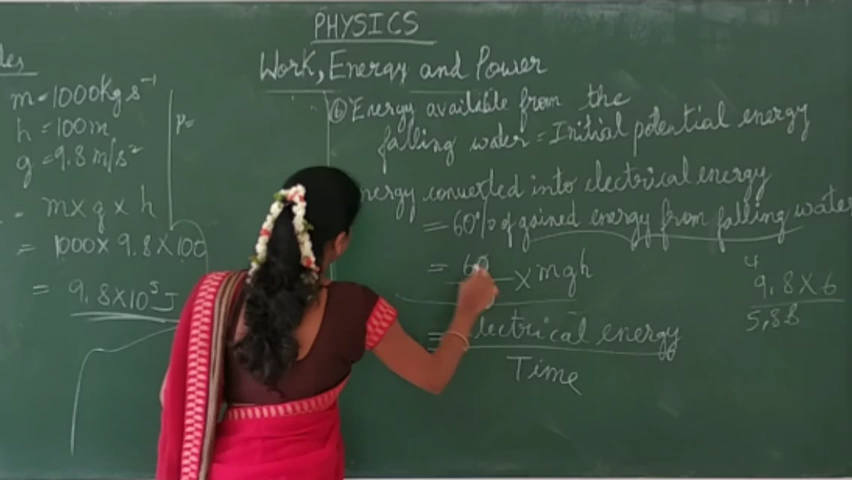 PHYSICS
Work, Energy and Power
m = 1000Kg s⁻¹
h = 100m
g = 9.8 m/s²
= m x g x h
= 1000 x 9.8 x 100
= 9.8 x 10⁵ J
P=
(b) Energy available from the
falling water = Initial potential energy
nergy converted into electrical energy
= 60% of gained energy from falling water
= 60 x mgh
= Electrical energy
Time
4
9.8 x 6
5.88